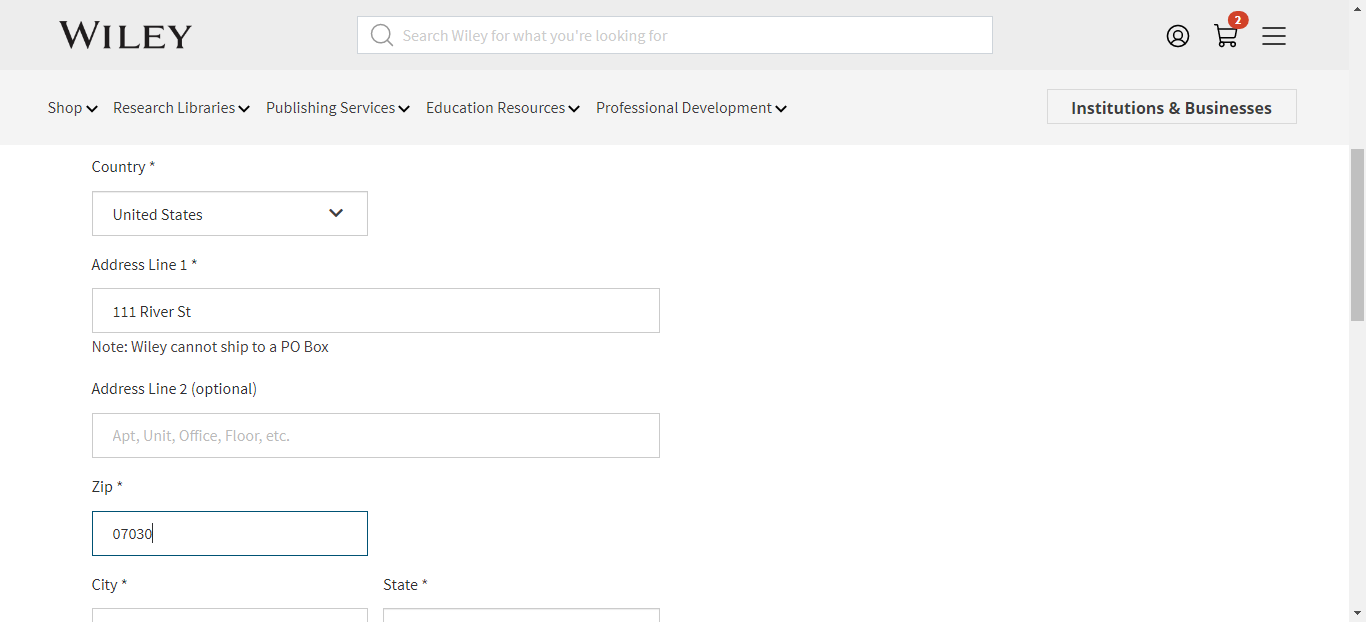 WILEY
Search Wiley for what you're looking for
2
Shop
Research Libraries
Publishing Services
Education Resources
Professional Development
Institutions & Businesses
Country *
United States
Address Line 1 *
111 River St
Note: Wiley cannot ship to a PO Box
Address Line 2 (optional)
Apt, Unit, Office, Floor, etc.
Zip *
07030
City *
State *